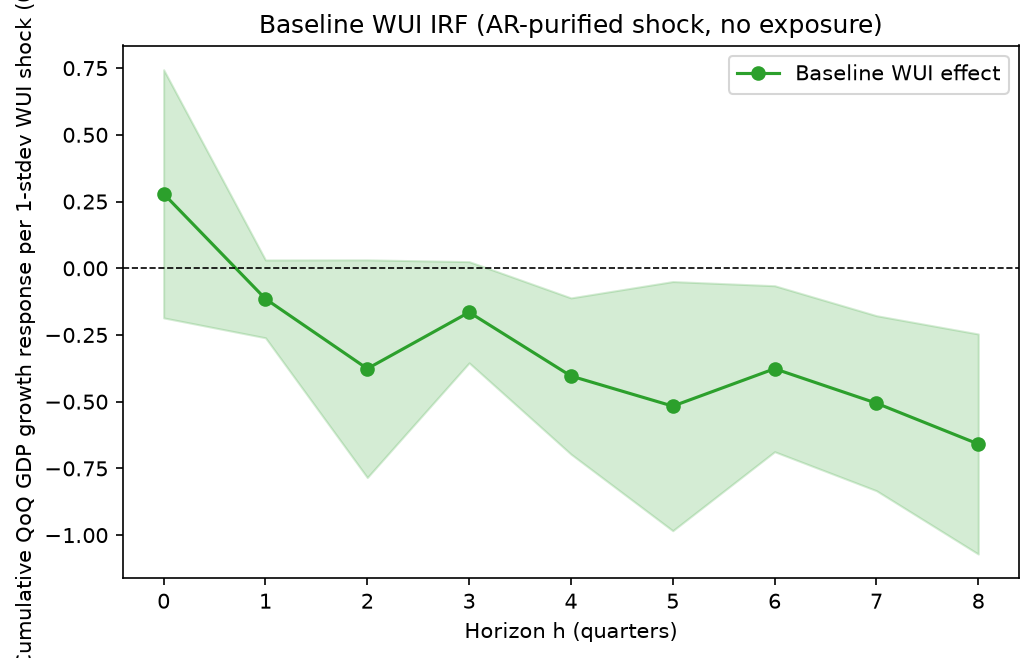 Baseline WUI IRF (AR-purified shock, no exposure)
Cumulative QoQ GDP growth response per 1-stdev WUI shock
Baseline WUI effect
0.75
0.50
0.25
0.00
−0.25
−0.50
−0.75
−1.00
0 1 2 3 4 5 6 7 8
Horizon h (quarters)